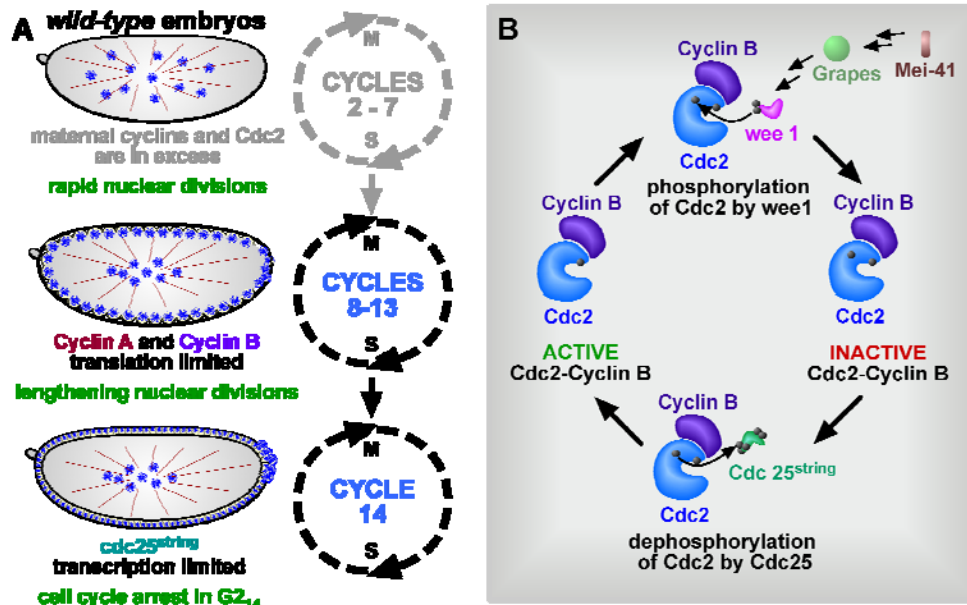 A
wild-type embryos
M
CYCLES
2 - 7
S
maternal cyclins and Cdc2
are in excess
rapid nuclear divisions
M
CYCLES
8-13
S
Cyclin A and Cyclin B
translation limited
lengthening nuclear divisions
M
CYCLE
14
S
cdc25string
transcription limited
cell cycle arrest in G214
B
Cyclin B
Grapes
Mei-41
wee 1
Cdc2
phosphorylation
of Cdc2 by wee1
Cyclin B
Cdc2
ACTIVE
Cdc2-Cyclin B
Cyclin B
Cdc2
INACTIVE
Cdc2-Cyclin B
Cyclin B
Cdc 25string
Cdc2
dephosphorylation
of Cdc2 by Cdc25